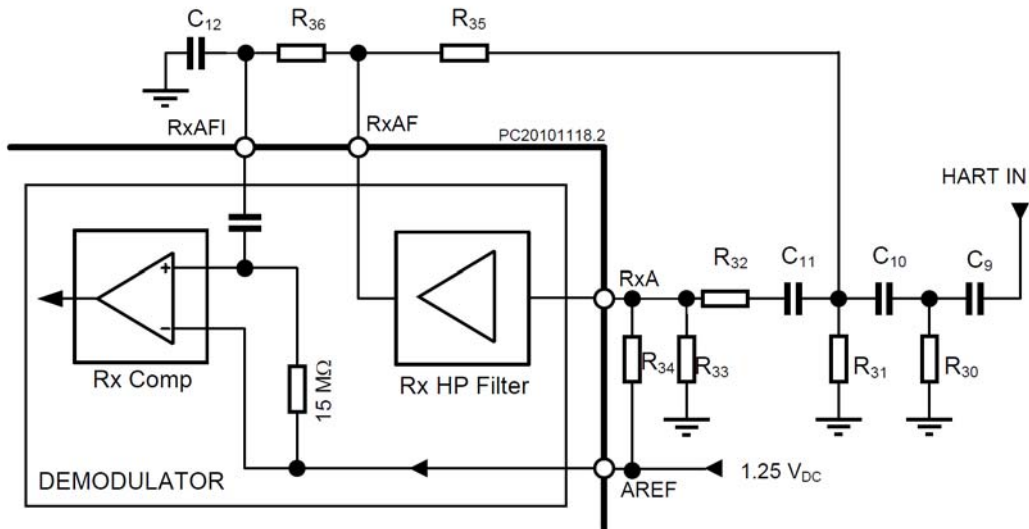 C12
R36
R35
RxAFI
RxAF
PC20101118.2
HART IN
RxA
R32
C11
C10
C9
+
−
Rx Comp
15 MΩ
Rx HP Filter
R34
R33
R31
R30
DEMODULATOR
AREF
1.25 VDC